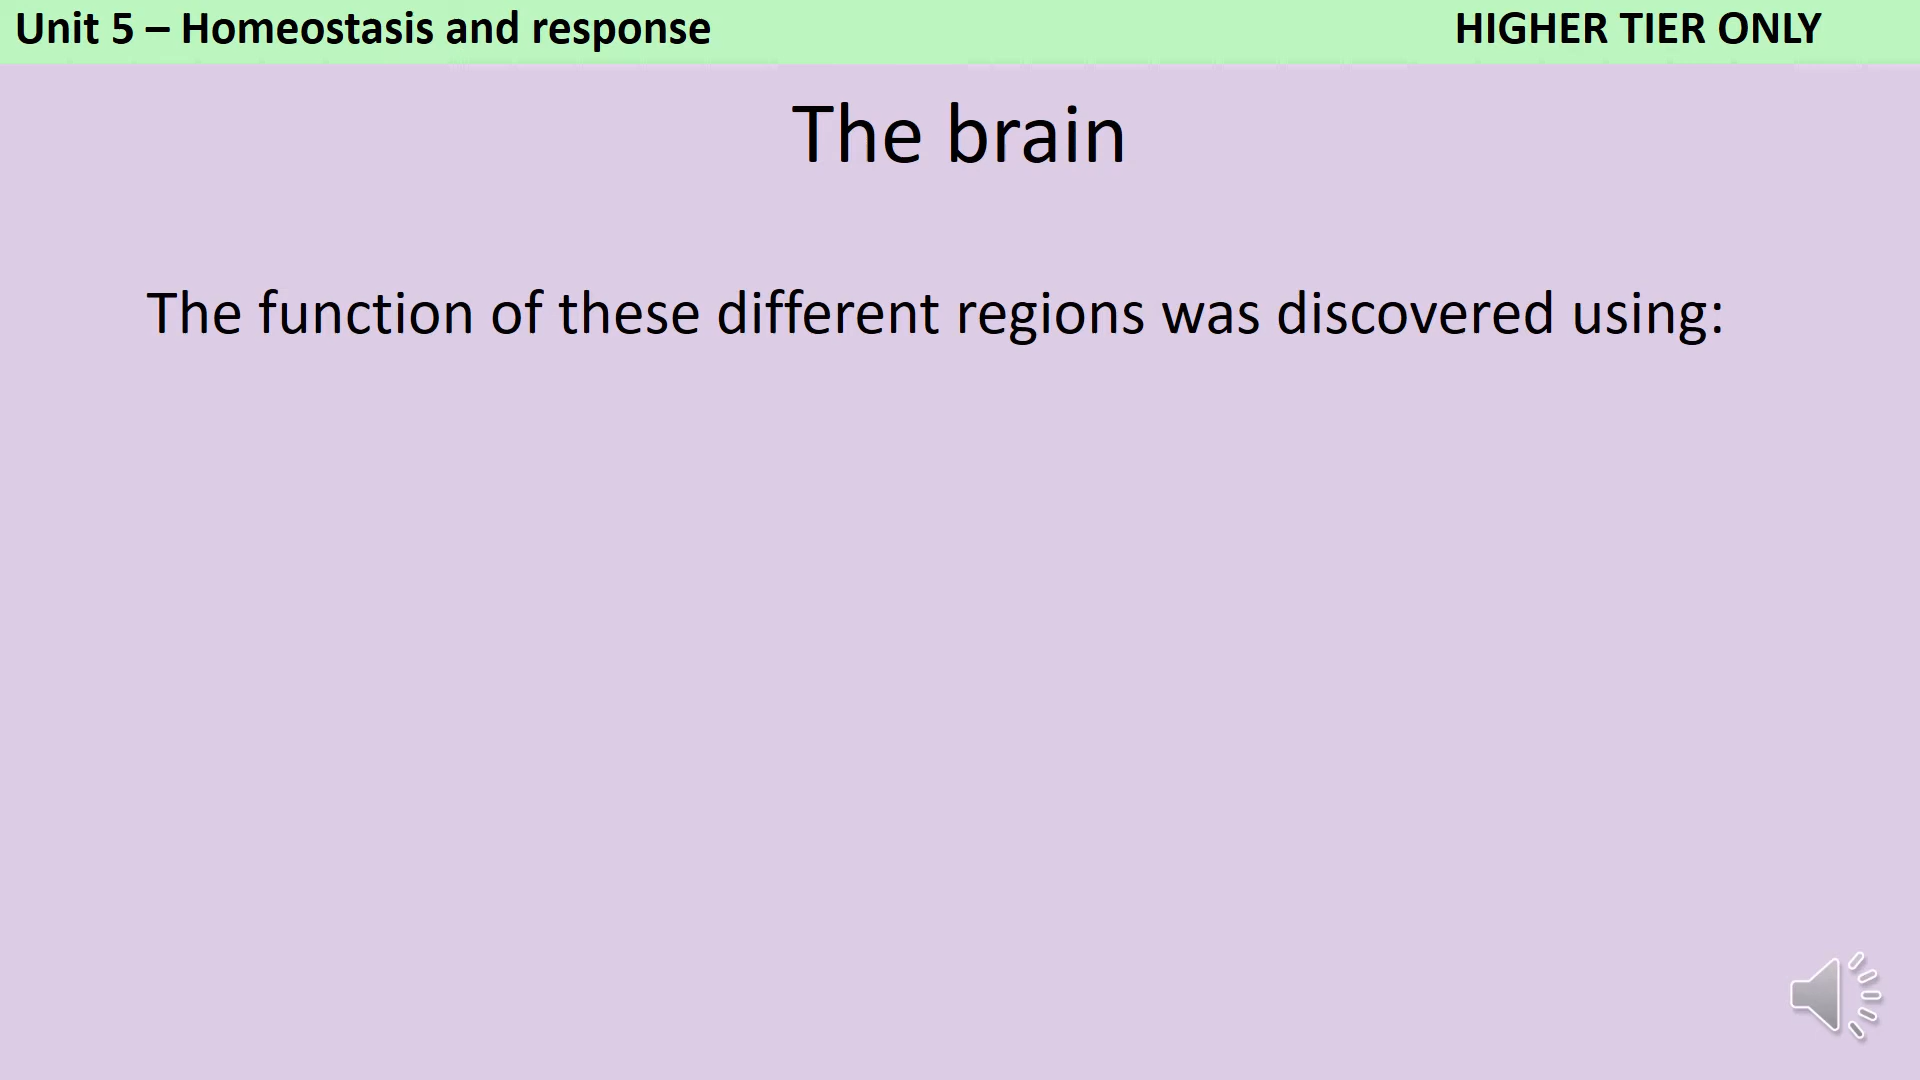 Unit 5 – Homeostasis and response HIGHER TIER ONLY
The brain
The function of these different regions was discovered using: